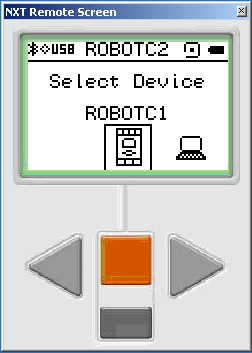 NXT Remote Screen
USB ROBOTC2
Select Device
ROBOTC1